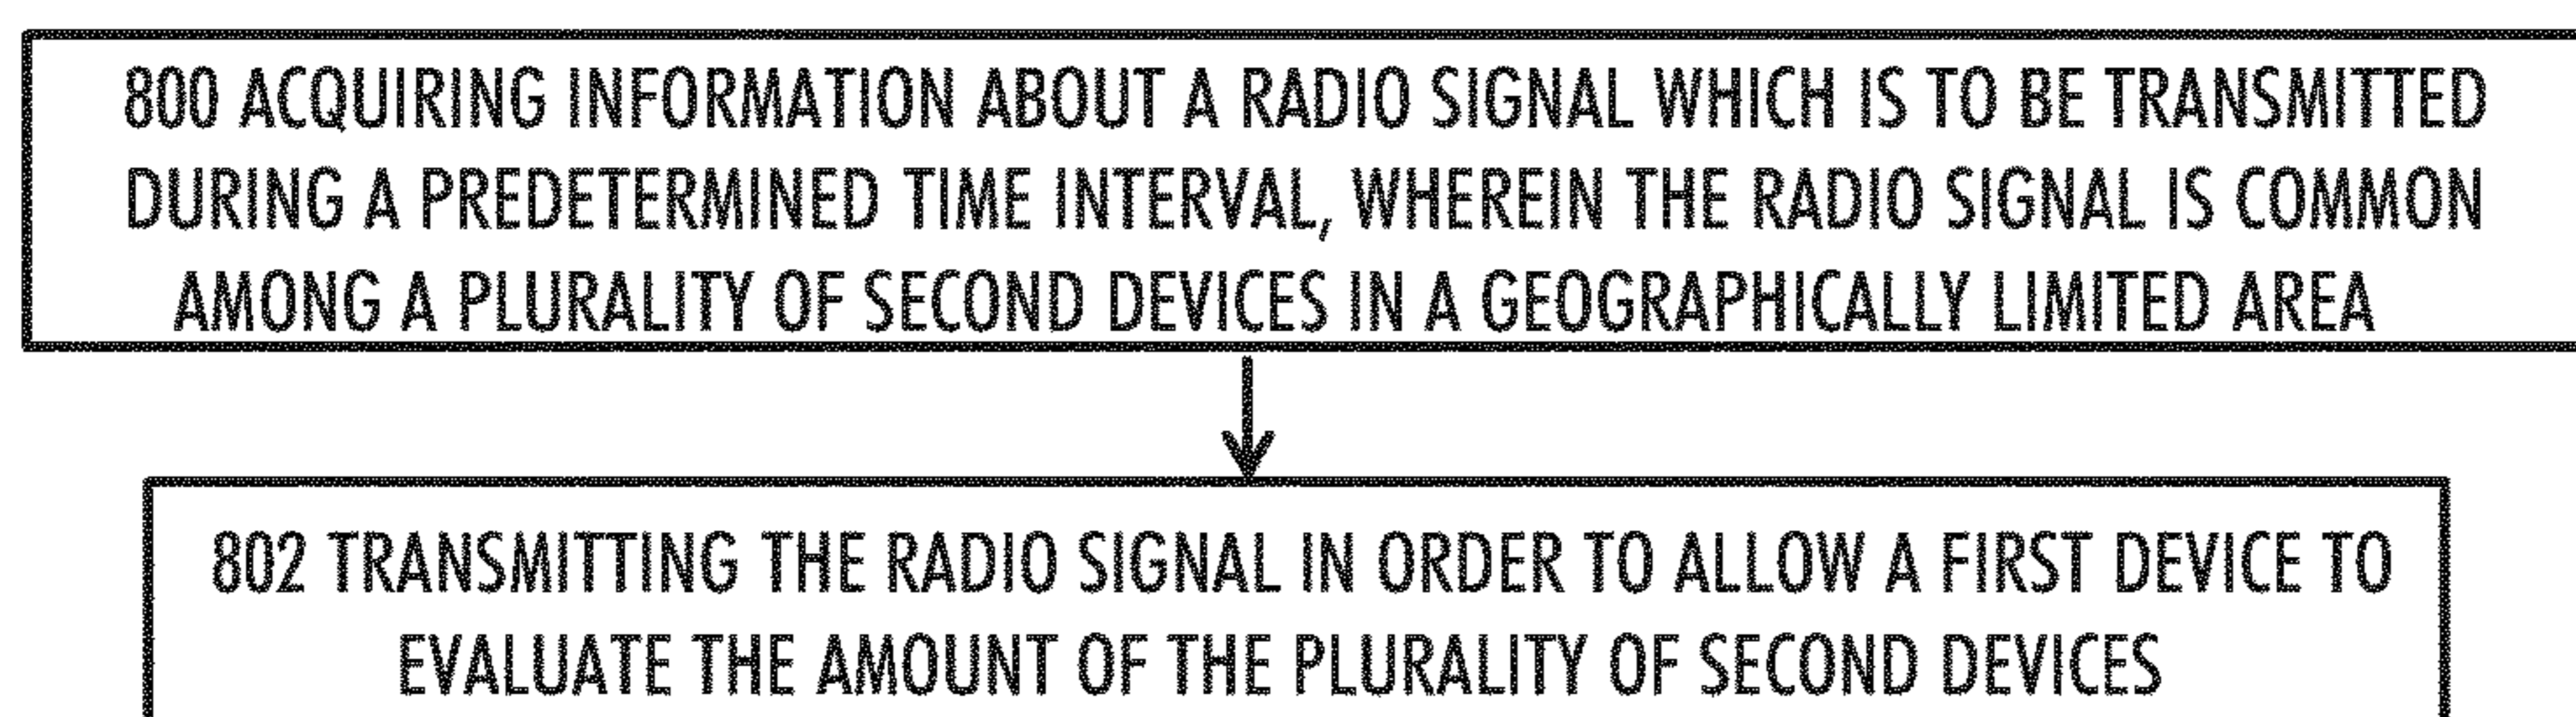 800 ACQUIRING INFORMATION ABOUT A RADIO SIGNAL WHICH IS TO BE TRANSMITTED
DURING A PREDETERMINED TIME INTERVAL, WHEREIN THE RADIO SIGNAL IS COMMON
AMONG A PLURALITY OF SECOND DEVICES IN A GEOGRAPHICALLY LIMITED AREA
802 TRANSMITTING THE RADIO SIGNAL IN ORDER TO ALLOW A FIRST DEVICE TO
EVALUATE THE AMOUNT OF THE PLURALITY OF SECOND DEVICES